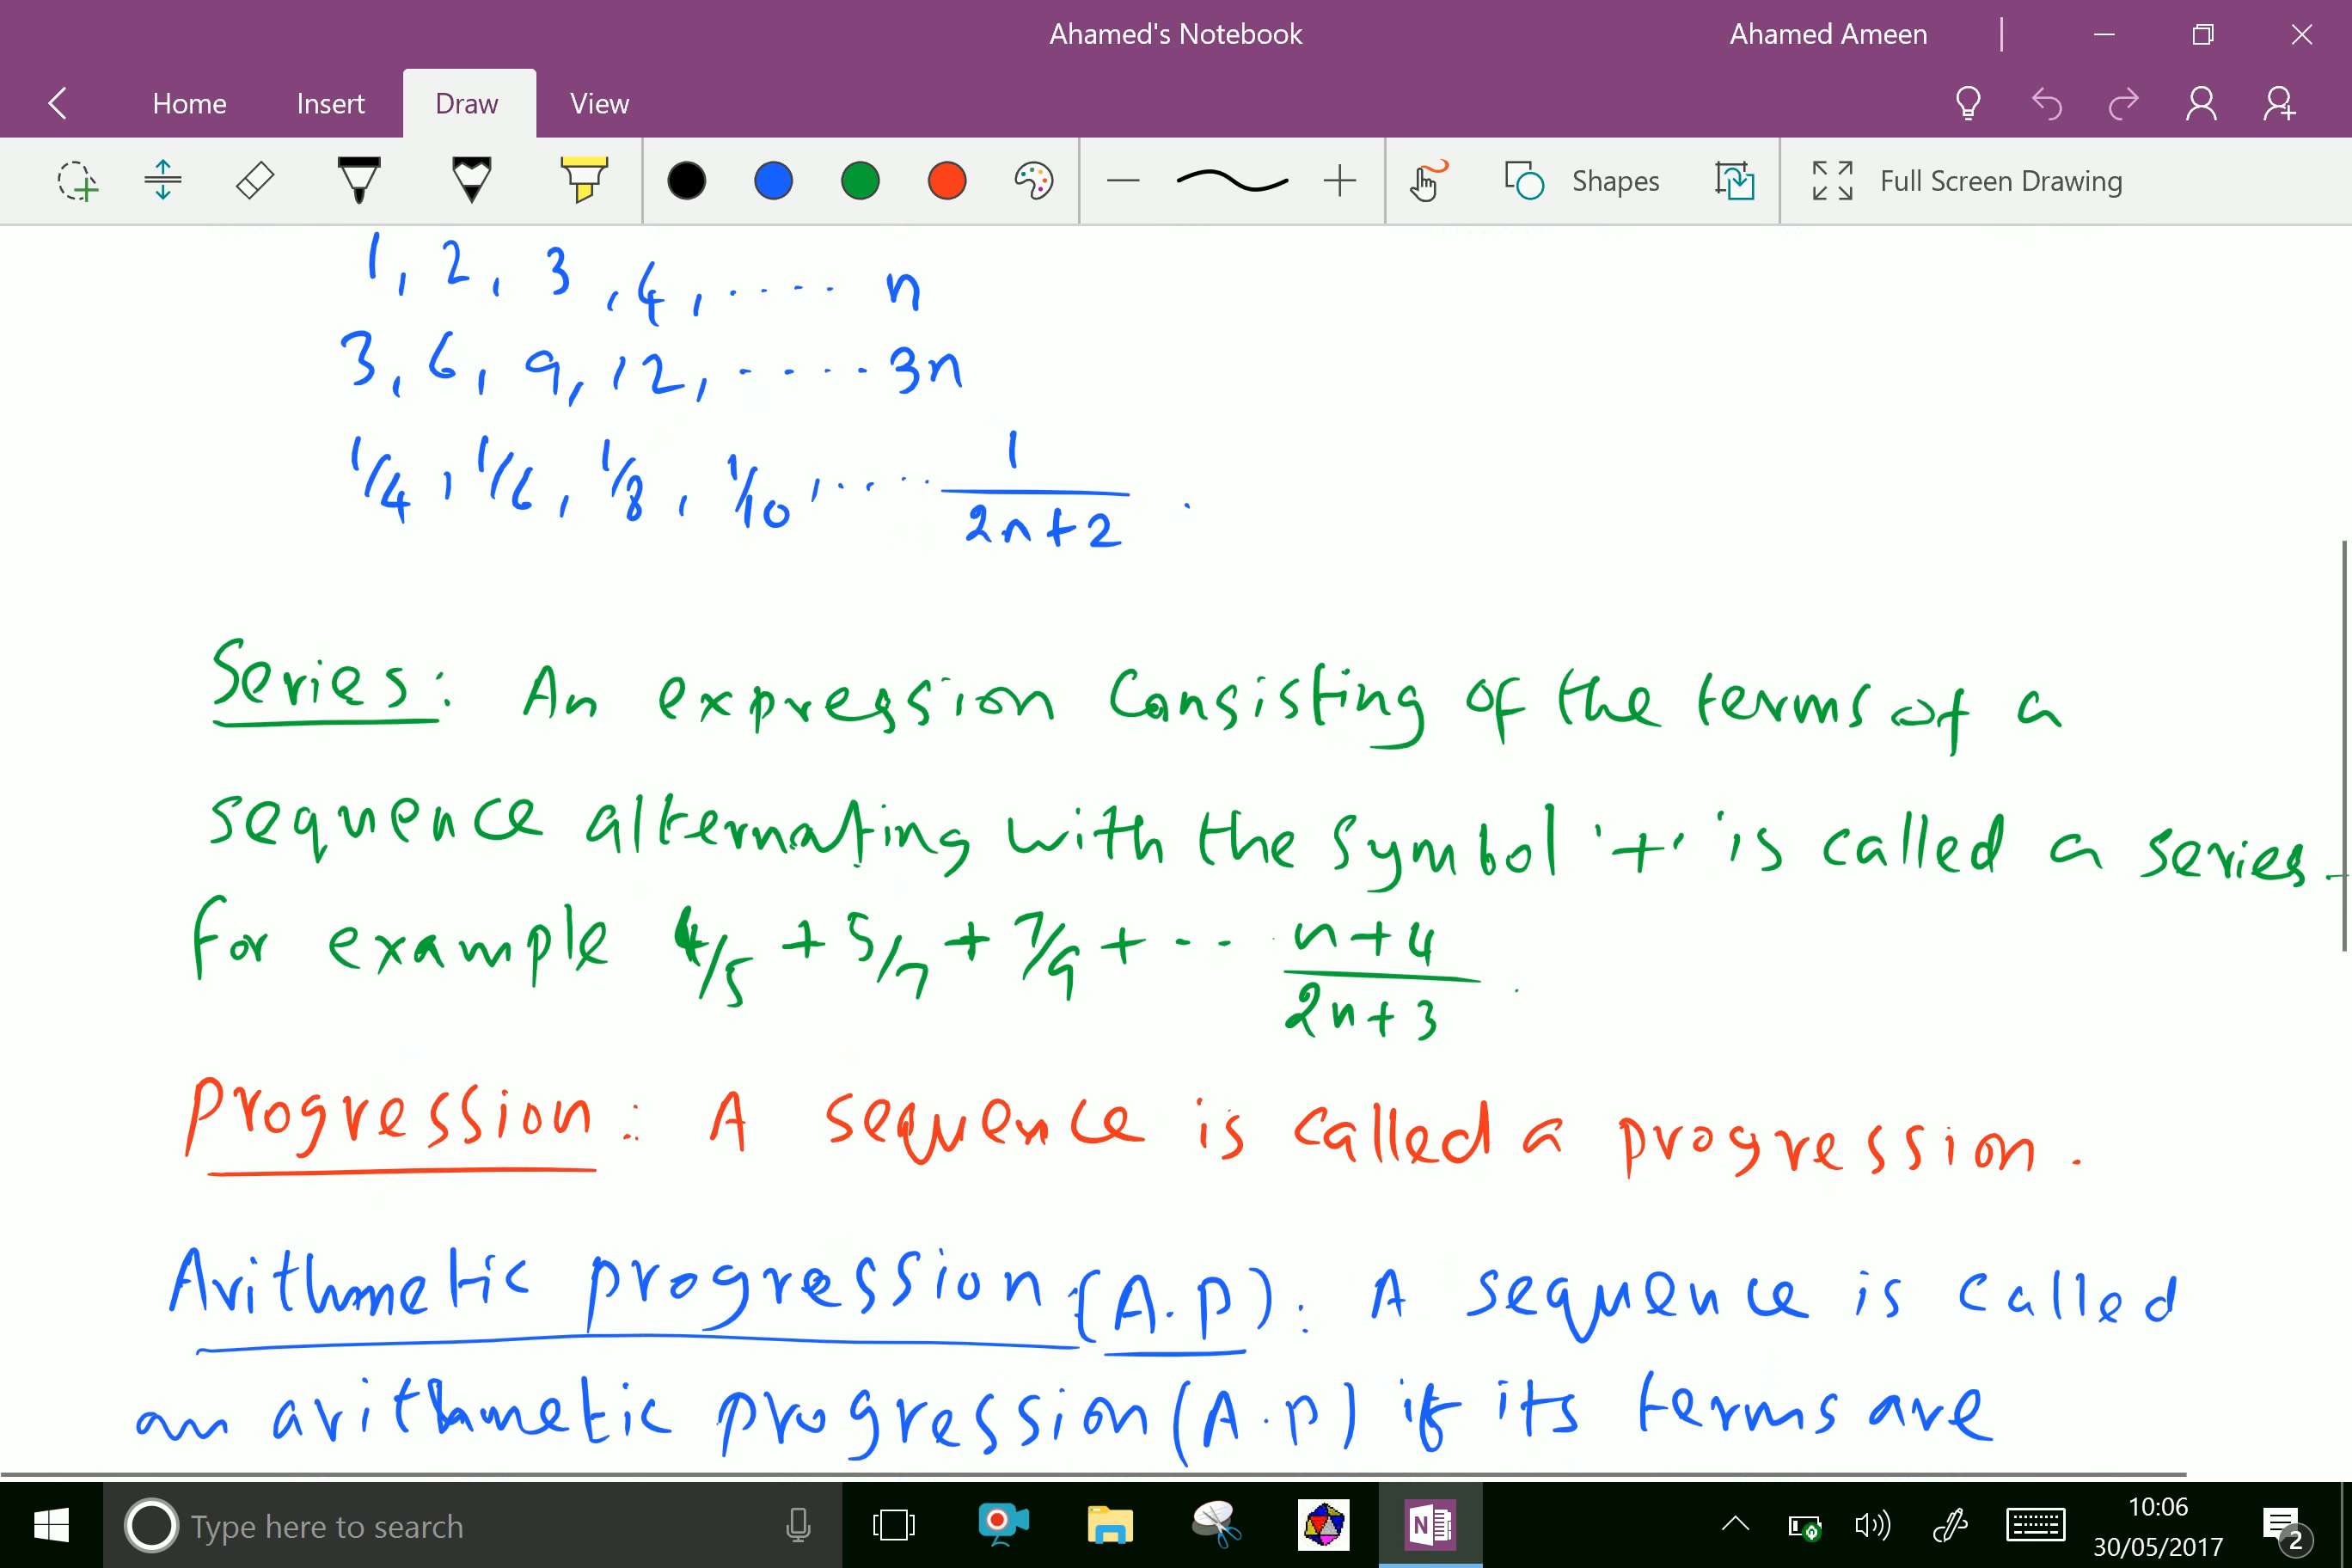 Ahamed's Notebook Ahamed Ameen
Home Insert Draw View
Shapes Full Screen Drawing
1, 2, 3, 4, ..... n
3, 6, 9, 12, ..... 3n
1/4, 1/6, 1/8, 1/10, .... 1/(2n+2).
Series: An expression Consisting of the terms of a
sequence alternating with the Symbol '+' is called a series.
For example 4/5 + 5/7 + 7/9 + ... (n+4)/(2n+3).
Progression: A sequence is called a progression.
Arithmetic progression (A.P): A sequence is called
an arithmetic progression (A.P) if its terms are
Type here to search
N
10:06
30/05/2017
2